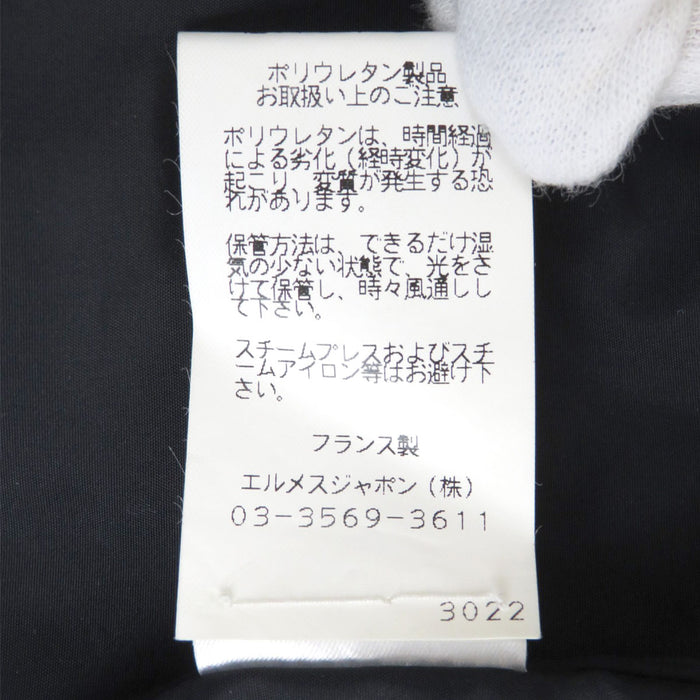 ポリウレタン製品
お取扱い上のご注意
ポリウレタンは、時間経過
による劣化（経時変化）が
起こり、変質が発生する恐
れがあります。
保管方法は、できるだけ湿
気の少ない状態で、光をさ
けて保管し、時々風通しし
て下さい。
スチームプレスおよびスチ
ームアイロン等はお避け下
さい。
フランス製
エルメスジャポン（株）
03-3569-3611
3022